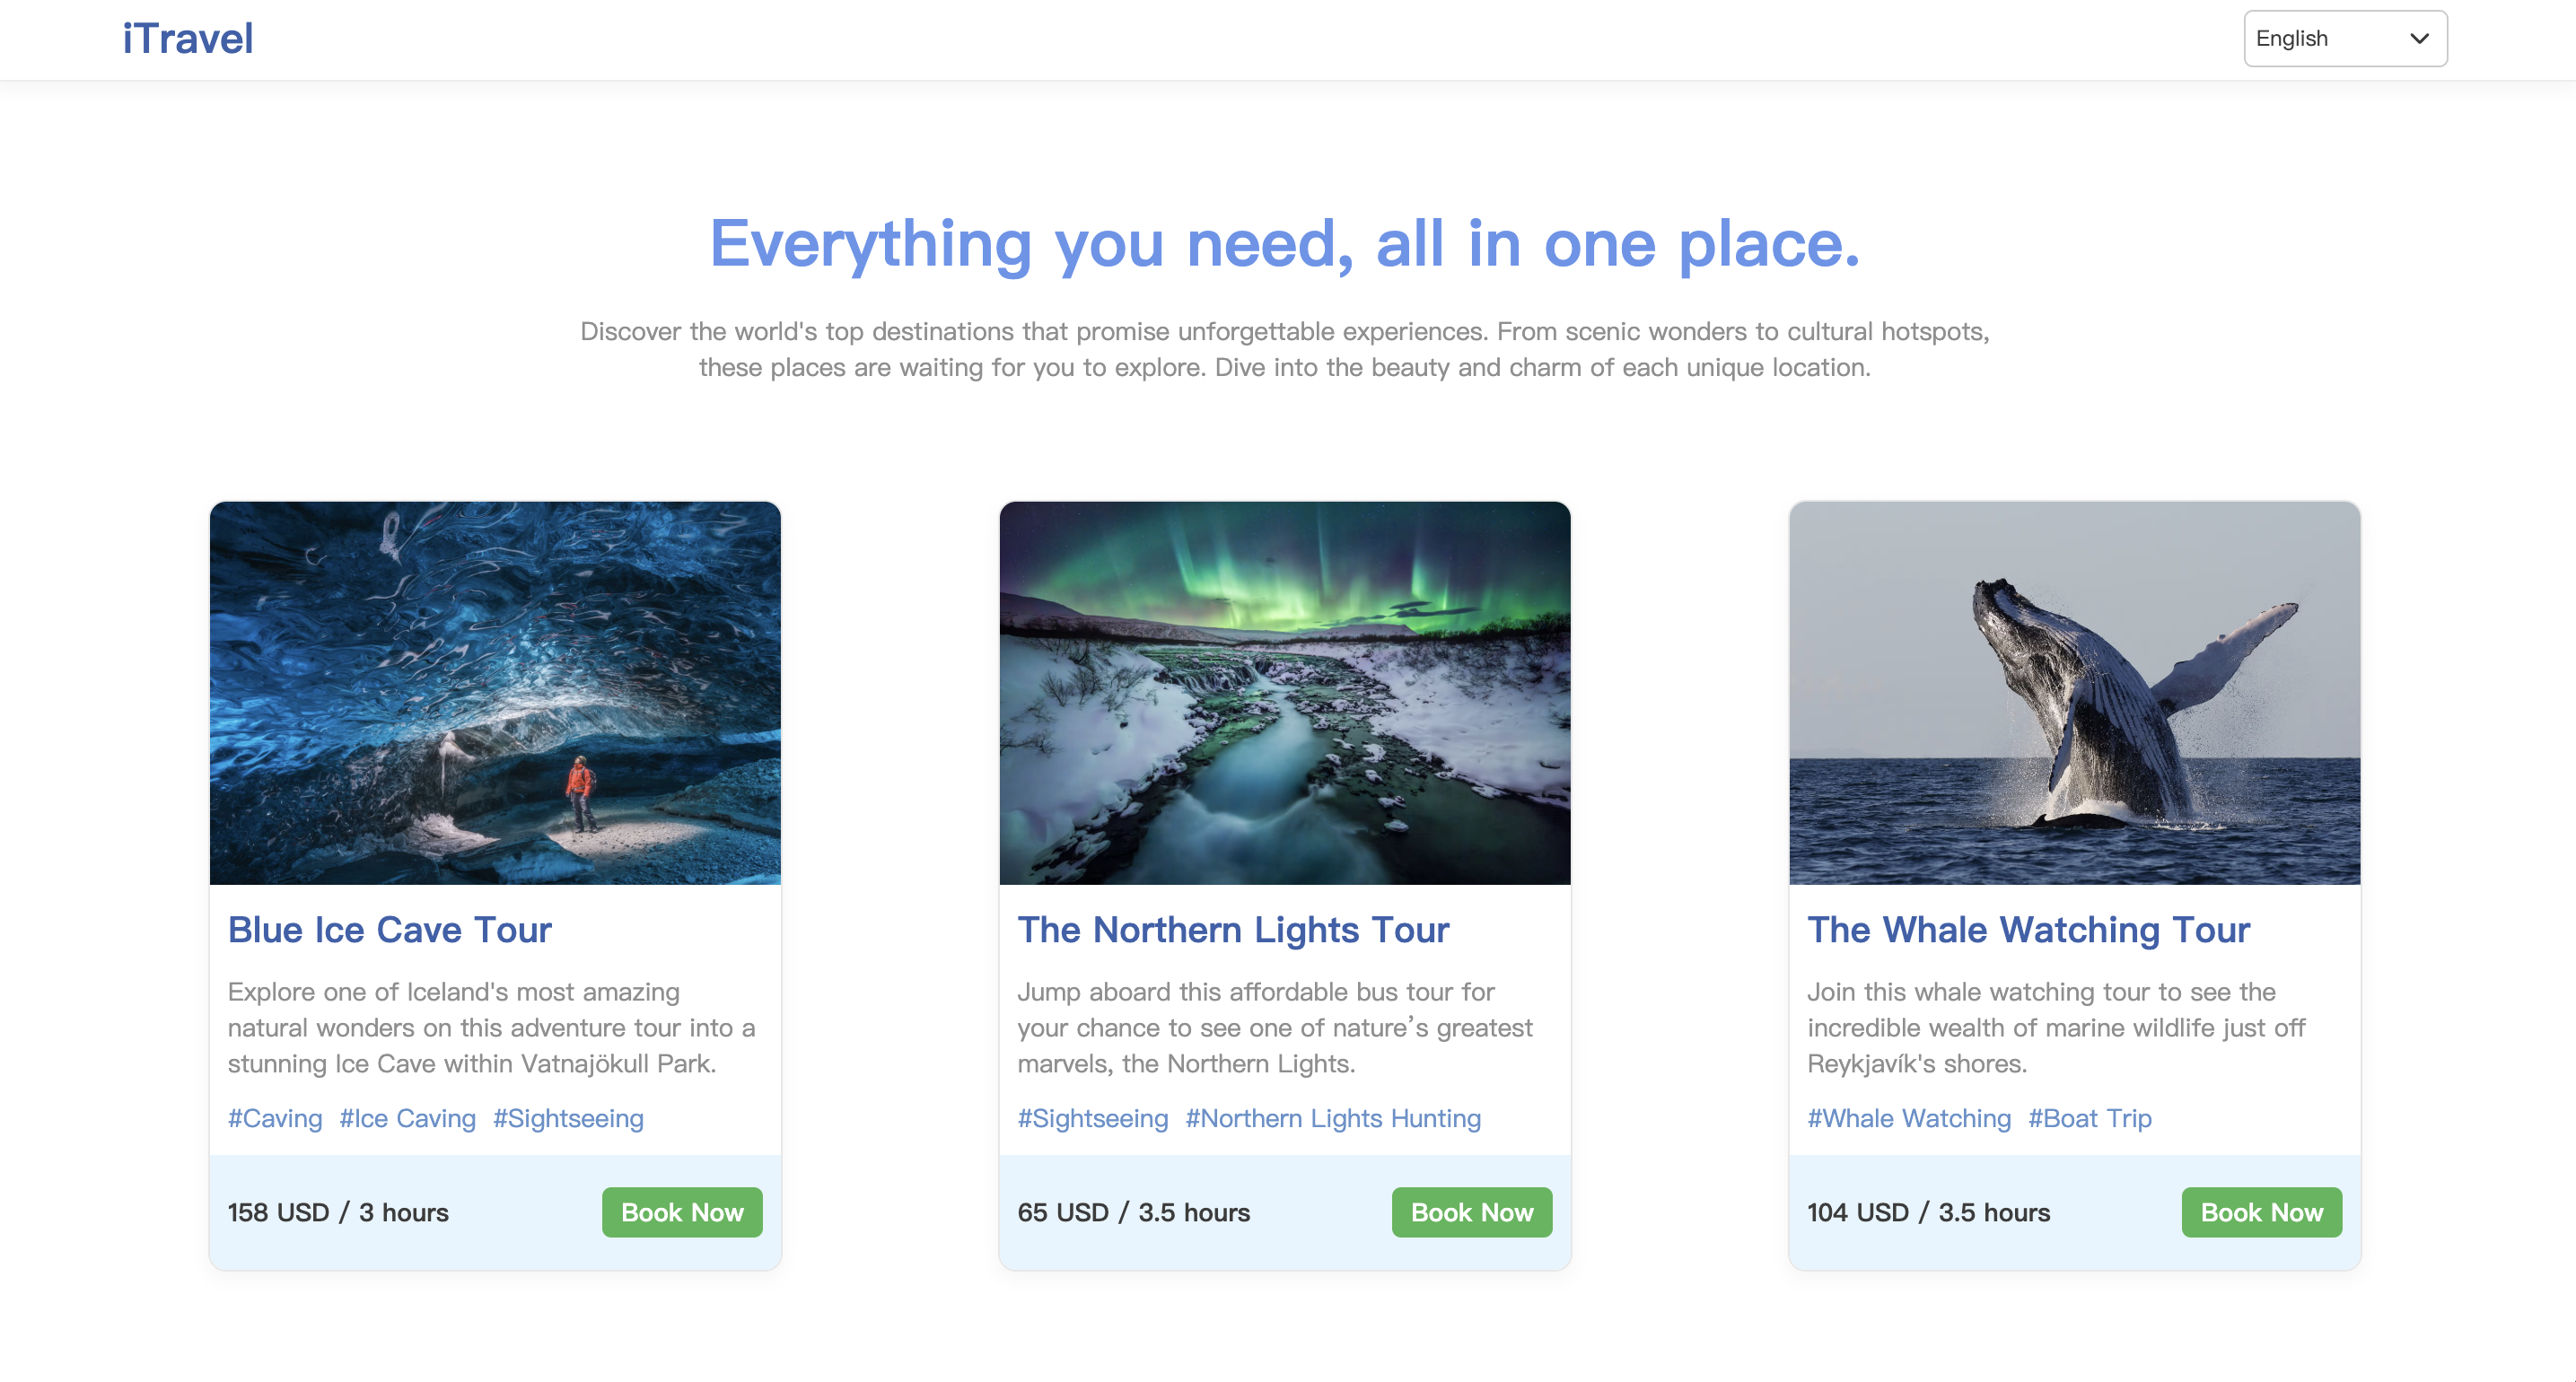 iTravel
English
Everything you need, all in one place.
Discover the world's top destinations that promise unforgettable experiences. From scenic wonders to cultural hotspots,
these places are waiting for you to explore. Dive into the beauty and charm of each unique location.
Blue Ice Cave Tour
Explore one of Iceland's most amazing
natural wonders on this adventure tour into a
stunning Ice Cave within Vatnajökull Park.
#Caving #Ice Caving #Sightseeing
158 USD / 3 hours
Book Now
The Northern Lights Tour
Jump aboard this affordable bus tour for
your chance to see one of nature’s greatest
marvels, the Northern Lights.
#Sightseeing #Northern Lights Hunting
65 USD / 3.5 hours
Book Now
The Whale Watching Tour
Join this whale watching tour to see the
incredible wealth of marine wildlife just off
Reykjavík's shores.
#Whale Watching #Boat Trip
104 USD / 3.5 hours
Book Now